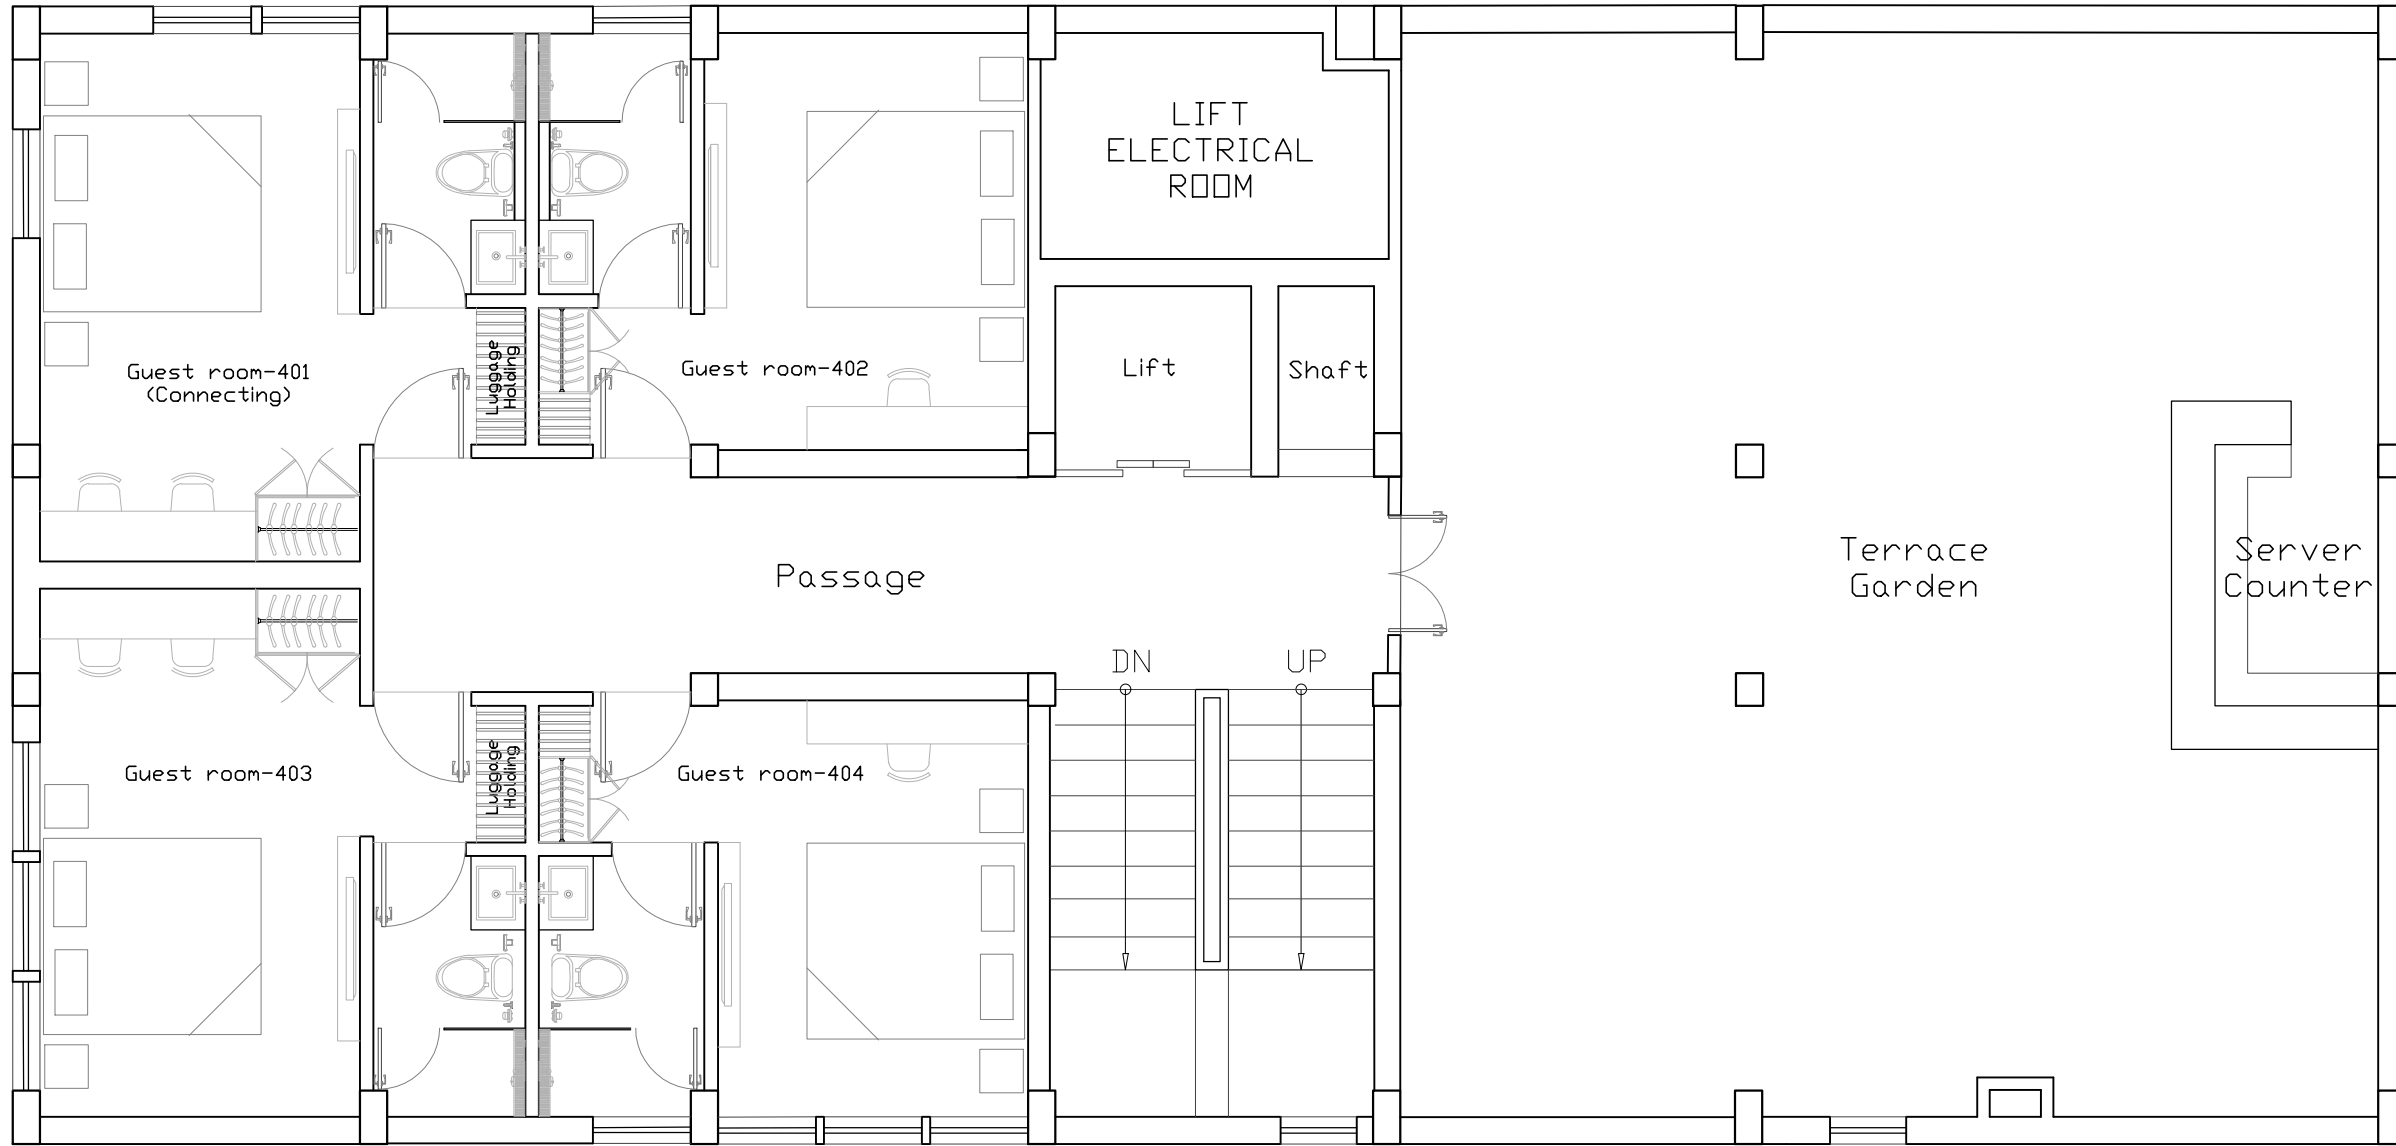 LIFT
ELECTRICAL
ROOM
Guest room-401
(Connecting)
Luggage
Holding
Guest room-402
Lift
Shaft
Passage
Terrace
Garden
Server
Counter
DN
UP
Guest room-403
Luggage
Holding
Guest room-404